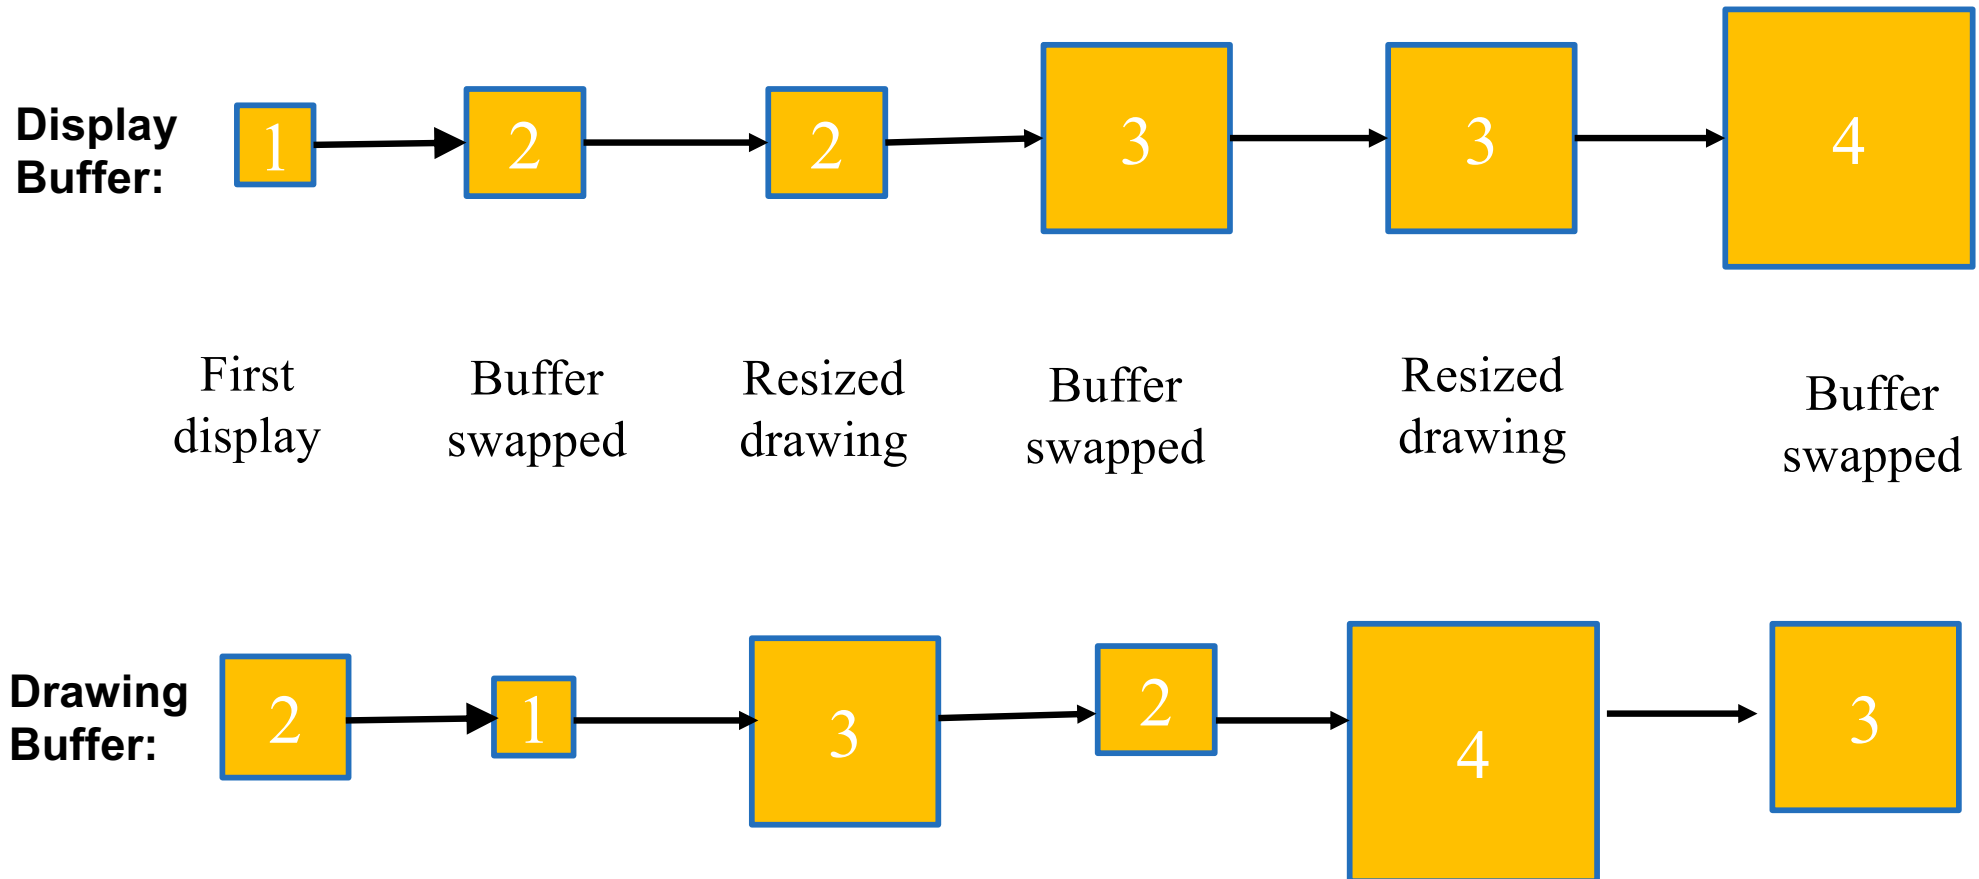 Display
Buffer:
1
2
2
3
3
4
First
display
Buffer
swapped
Resized
drawing
Buffer
swapped
Resized
drawing
Buffer
swapped
Drawing
Buffer:
2
1
3
2
4
3